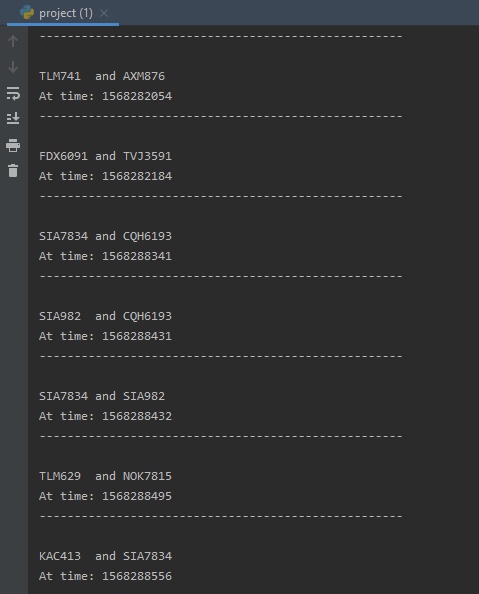 project (1)
----------------------------------------------------
TLM741  and AXM876
At time: 1568282054
----------------------------------------------------
FDX6091 and TVJ3591
At time: 1568282184
----------------------------------------------------
SIA7834 and CQH6193
At time: 1568288341
----------------------------------------------------
SIA982  and CQH6193
At time: 1568288431
----------------------------------------------------
SIA7834 and SIA982
At time: 1568288432
----------------------------------------------------
TLM629  and NOK7815
At time: 1568288495
----------------------------------------------------
KAC413  and SIA7834
At time: 1568288556